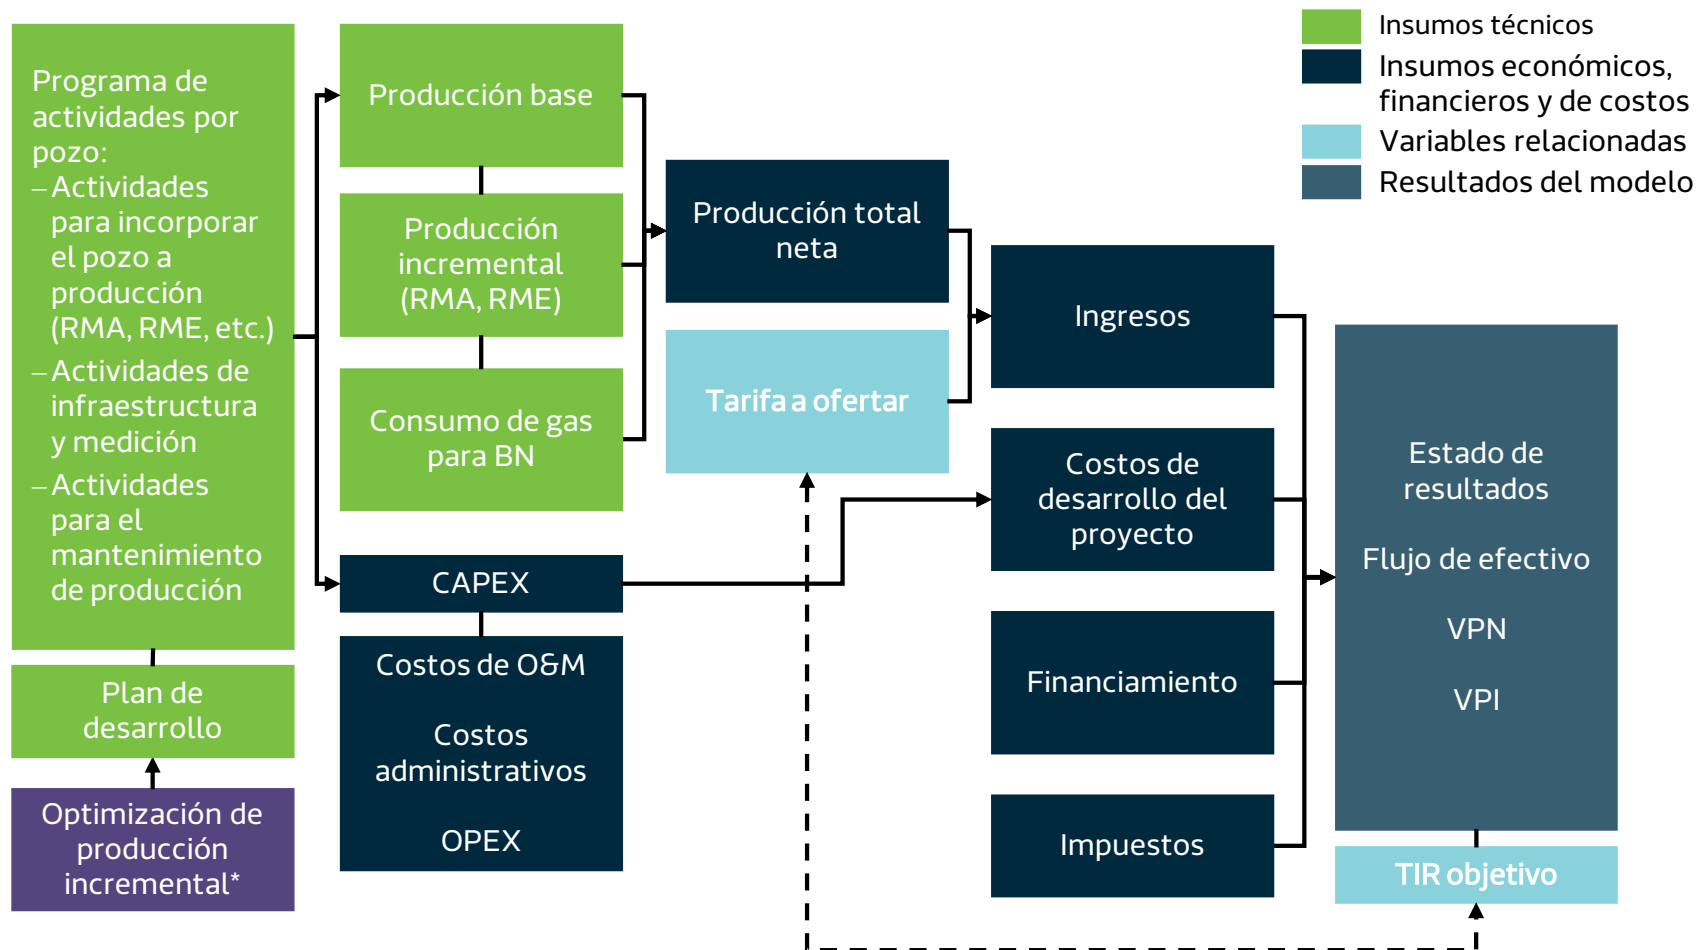 Programa de
actividades por
pozo:
– Actividades
para incorporar
el pozo a
producción
(RMA, RME, etc.)
– Actividades de
infraestructura
y medición
– Actividades
para el
mantenimiento
de producción
Plan de
desarrollo
Optimización de
producción
incremental*
Producción base
Producción
incremental
(RMA, RME)
Consumo de gas
para BN
CAPEX
Costos de O&M
Costos
administrativos
OPEX
Producción total
neta
Tarifa a ofertar
Ingresos
Costos de
desarrollo del
proyecto
Financiamiento
Impuestos
Insumos técnicos
Insumos económicos,
financieros y de costos
Variables relacionadas
Resultados del modelo
Estado de
resultados
Flujo de efectivo
VPN
VPI
TIR objetivo